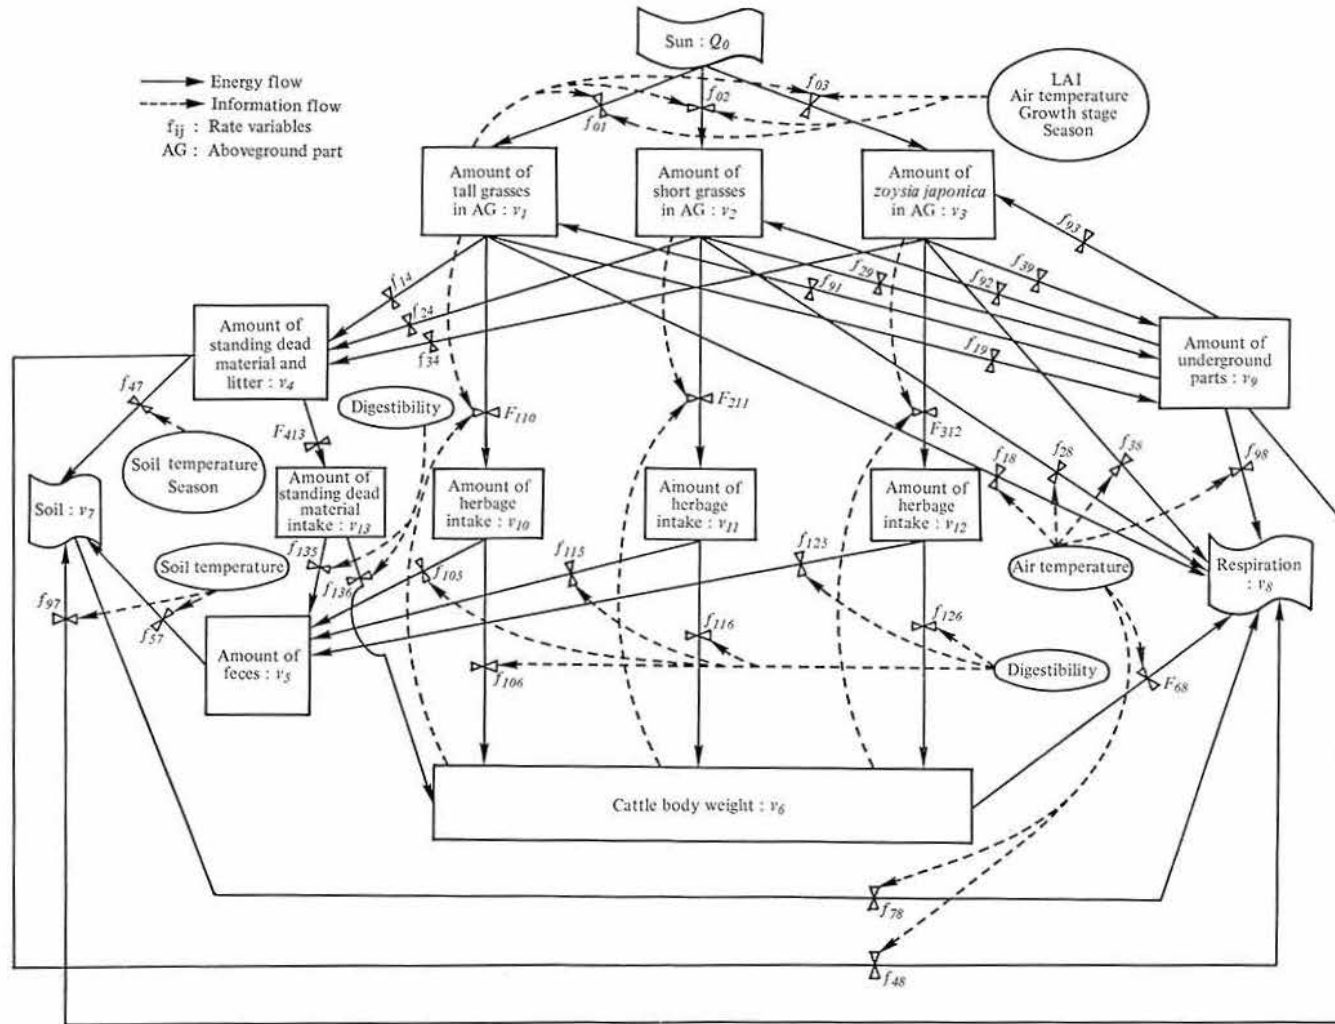 Sun : Q0
Energy flow
Information flow
fij : Rate variables
AG : Aboveground part
f01
f02
f03
LAI
Air temperature
Growth stage
Season
Amount of
tall grasses
in AG : v1
Amount of
short grasses
in AG : v2
Amount of
zoysia japonica
in AG : v3
f93
f14
f24
f34
f91
f29
f92
f39
f19
Amount of
standing dead
material and
litter : v4
Amount of
underground
parts : v9
f47
Digestibility
F110
F211
F312
F413
Soil temperature
Season
f18
f28
f38
f98
Soil : v7
Amount of
standing dead
material
intake : v13
Amount of
herbage
intake : v10
Amount of
herbage
intake : v11
Amount of
herbage
intake : v12
f135
f136
f105
f115
f125
Soil temperature
Air temperature
Respiration
: v8
f97
f57
f116
f126
Amount of
feces : v5
f106
Digestibility
F68
Cattle body weight : v6
f78
f48